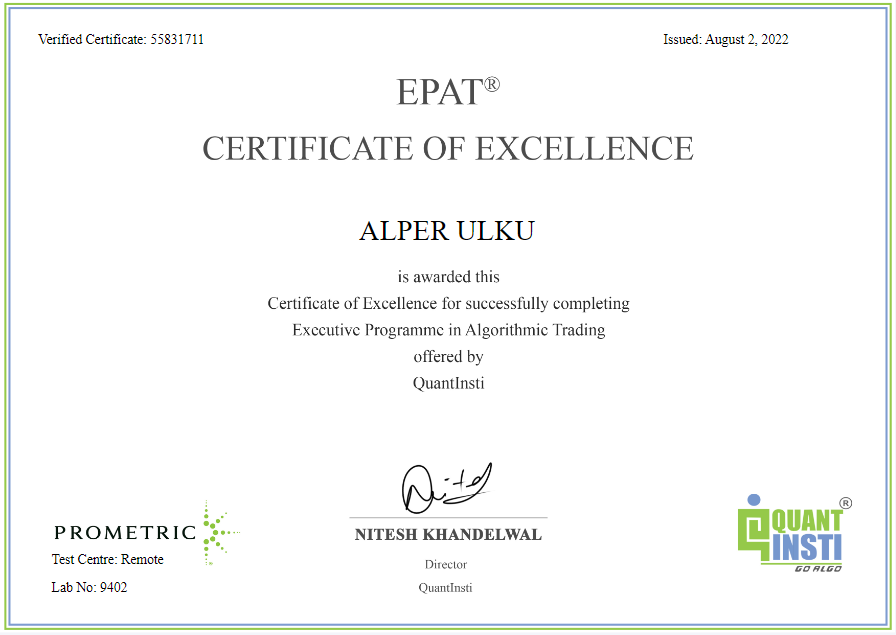 Verified Certificate: 55831711
Issued: August 2, 2022
EPAT®
CERTIFICATE OF EXCELLENCE
ALPER ULKU
is awarded this
Certificate of Excellence for successfully completing
Executive Programme in Algorithmic Trading
offered by
QuantInsti
PROMETRIC
Test Centre: Remote
Lab No: 9402
NITESH KHANDELWAL
Director
QuantInsti
QUANT®
INSTI
GO ALGO